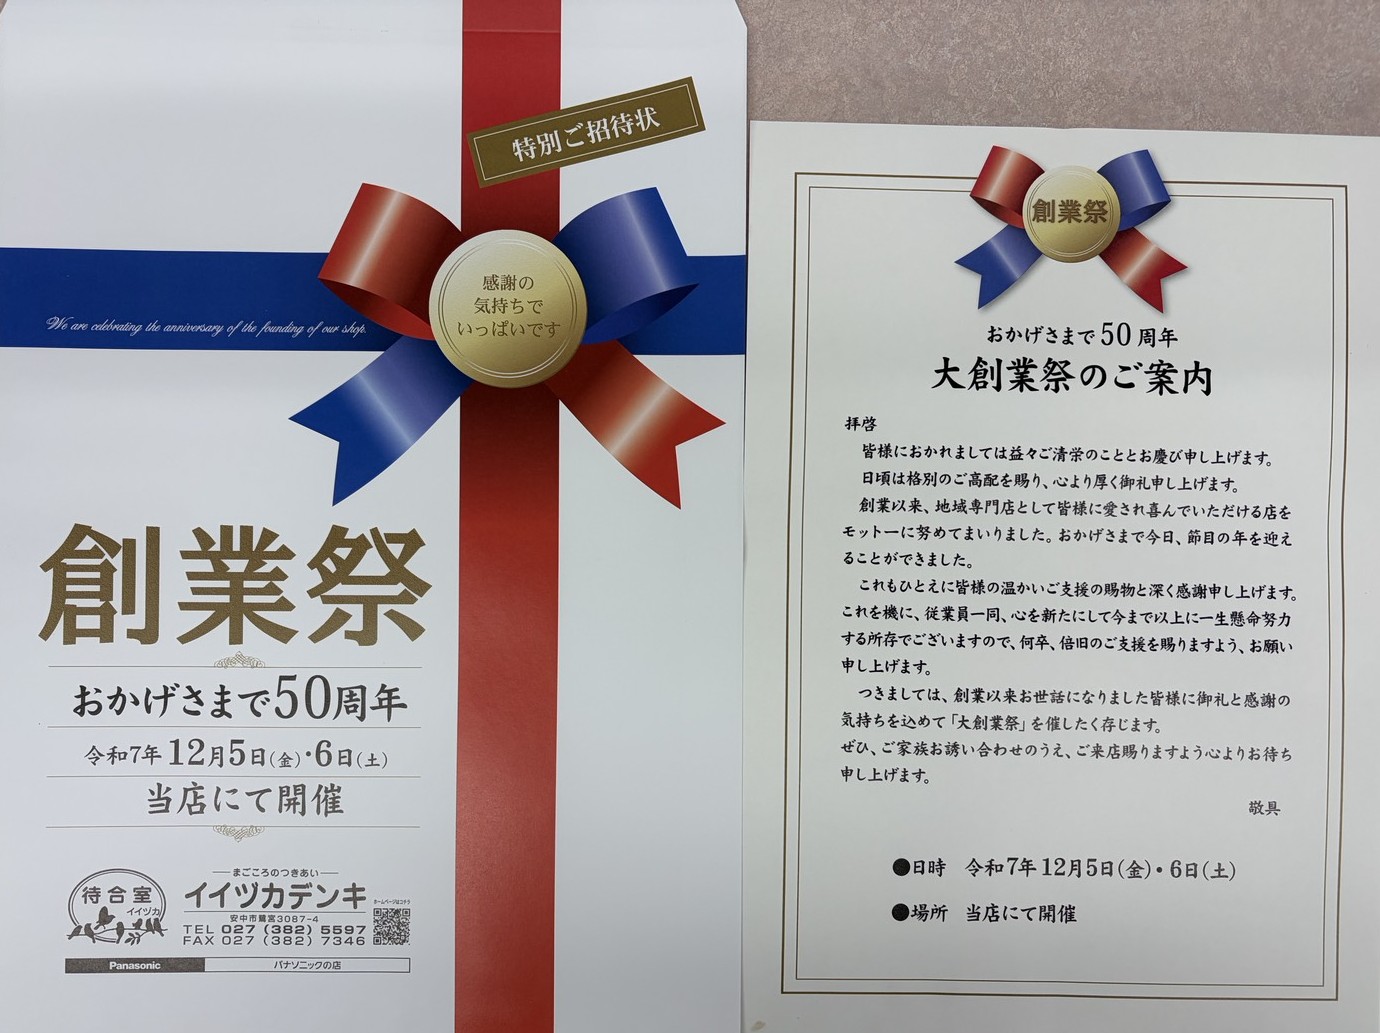 特別ご招待状
感謝の
気持ちで
いっぱいです
We are celebrating the anniversary of the founding of our shop.
創業祭
おかげさまで50周年
令和7年 12月5日(金)・6日(土)
当店にて開催
待合室
イイヅカ
まごころのつきあい
イイヅカデンキ
安中市鷺宮3087-4
TEL 027 (382) 5597
FAX 027 (382) 7346
ホームページはコチラ
Panasonic
パナソニックの店
創業祭
おかげさまで 50 周年
大創業祭のご案内
拝啓
皆様におかれましては益々ご清栄のこととお慶び申し上げます。
日頃は格別のご高配を賜り、心より厚く御礼申し上げます。
創業以来、地域専門店として皆様に愛され喜んでいただける店を
モットーに努めてまいりました。おかげさまで今日、節目の年を迎え
ることができました。
これもひとえに皆様の温かいご支援の賜物と深く感謝申し上げます。
これを機に、従業員一同、心を新たにして今まで以上に一生懸命努力
する所存でございますので、何卒、倍旧のご支援を賜りますよう、お願い
申し上げます。
つきましては、創業以来お世話になりました皆様に御礼と感謝の
気持ちを込めて「大創業祭」を催したく存じます。
ぜひ、ご家族お誘い合わせのうえ、ご来店賜りますよう心よりお待ち
申し上げます。
敬具
●日時 令和7年12月5日(金)・6日(土)
●場所 当店にて開催